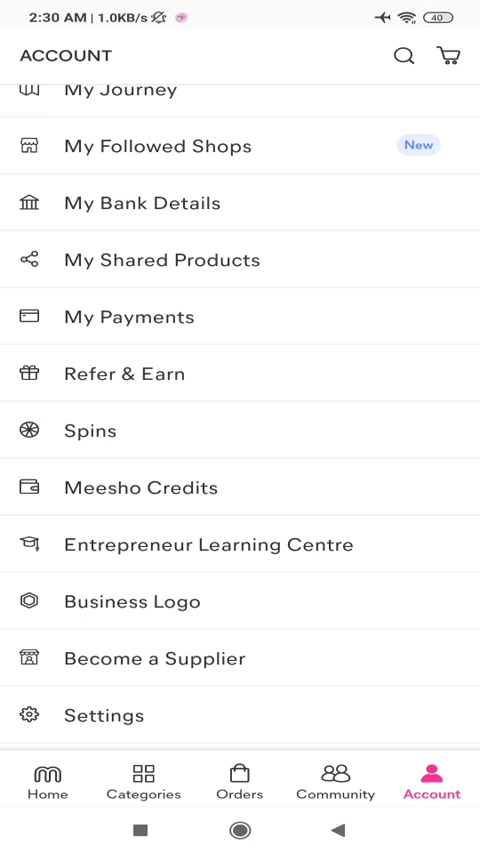 2:30 AM | 1.0KB/s
40
ACCOUNT
My Journey
My Followed Shops New
My Bank Details
My Shared Products
My Payments
Refer & Earn
Spins
Meesho Credits
Entrepreneur Learning Centre
Business Logo
Become a Supplier
Settings
Home Categories Orders Community Account